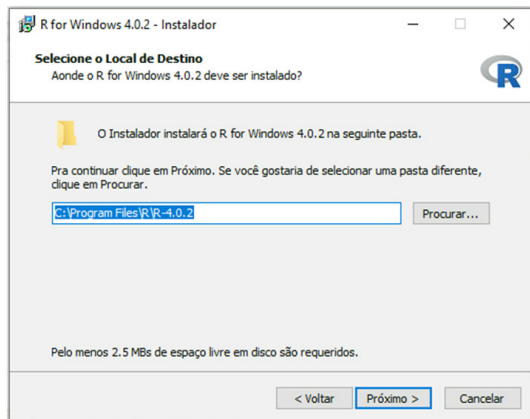 R for Windows 4.0.2 - Instalador
Selecione o Local de Destino
Aonde o R for Windows 4.0.2 deve ser instalado?
R
O Instalador instalará o R for Windows 4.0.2 na seguinte pasta.
Pra continuar clique em Próximo. Se você gostaria de selecionar uma pasta diferente,
clique em Procurar.
C:\Program Files\R\R-4.0.2
Procurar...
Pelo menos 2.5 MBs de espaço livre em disco são requeridos.
< Voltar
Próximo >
Cancelar